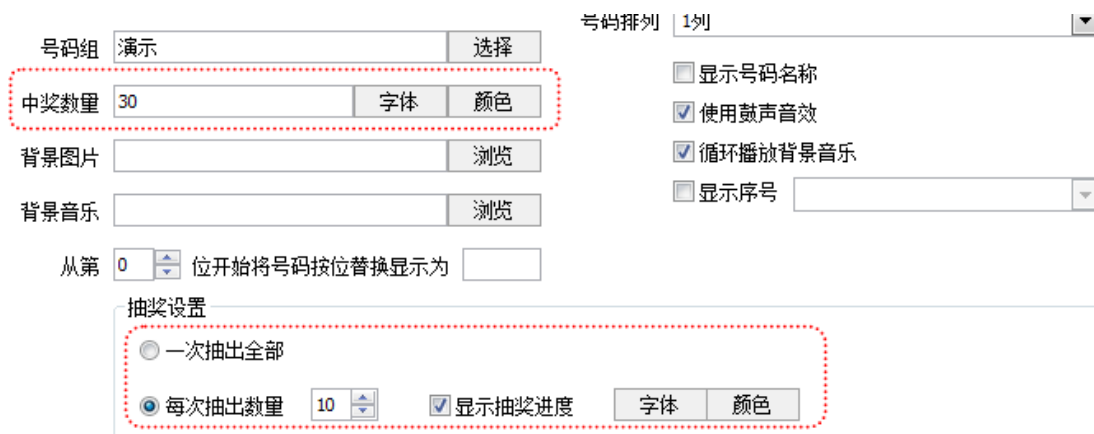 号码排列 1列
号码组 演示 选择
显示号码名称
中奖数量 30 字体 颜色
使用鼓声音效
背景图片 浏览
循环播放背景音乐
显示序号
背景音乐 浏览
从第 0 位开始将号码按位替换显示为
抽奖设置
一次抽出全部
每次抽出数量 10 显示抽奖进度 字体 颜色